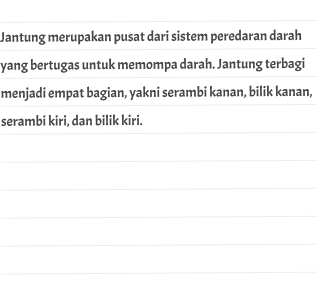 Jantung merupakan pusat dari sistem peredaran darah
yang bertugas untuk memompa darah. Jantung terbagi
menjadi empat bagian, yakni serambi kanan, bilik kanan,
serambi kiri, dan bilik kiri.